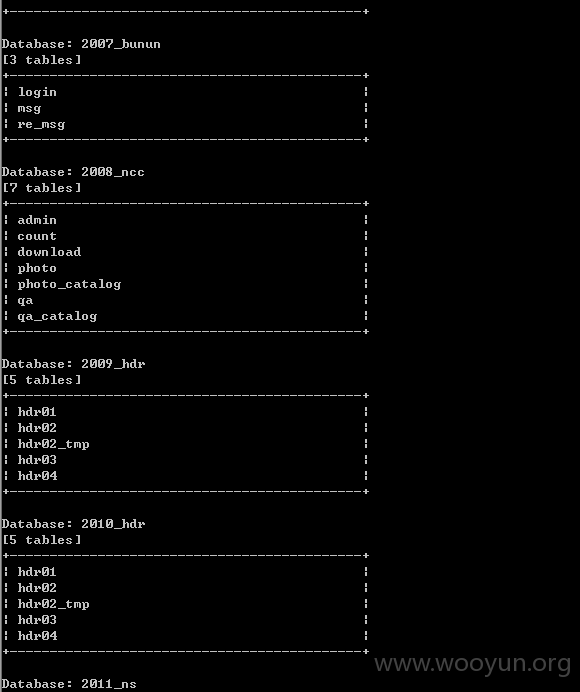 +--------------------------------------------+
Database: 2007_bunun
[3 tables]
+--------------------------------------------+
¦ login ¦
¦ msg ¦
¦ re_msg ¦
+--------------------------------------------+
Database: 2008_ncc
[7 tables]
+--------------------------------------------+
¦ admin ¦
¦ count ¦
¦ download ¦
¦ photo ¦
¦ photo_catalog ¦
¦ qa ¦
¦ qa_catalog ¦
+--------------------------------------------+
Database: 2009_hdr
[5 tables]
+--------------------------------------------+
¦ hdr01 ¦
¦ hdr02 ¦
¦ hdr02_tmp ¦
¦ hdr03 ¦
¦ hdr04 ¦
+--------------------------------------------+
Database: 2010_hdr
[5 tables]
+--------------------------------------------+
¦ hdr01 ¦
¦ hdr02 ¦
¦ hdr02_tmp ¦
¦ hdr03 ¦
¦ hdr04 ¦
+--------------------------------------------+
www.wooyun.org
Database: 2011_ns